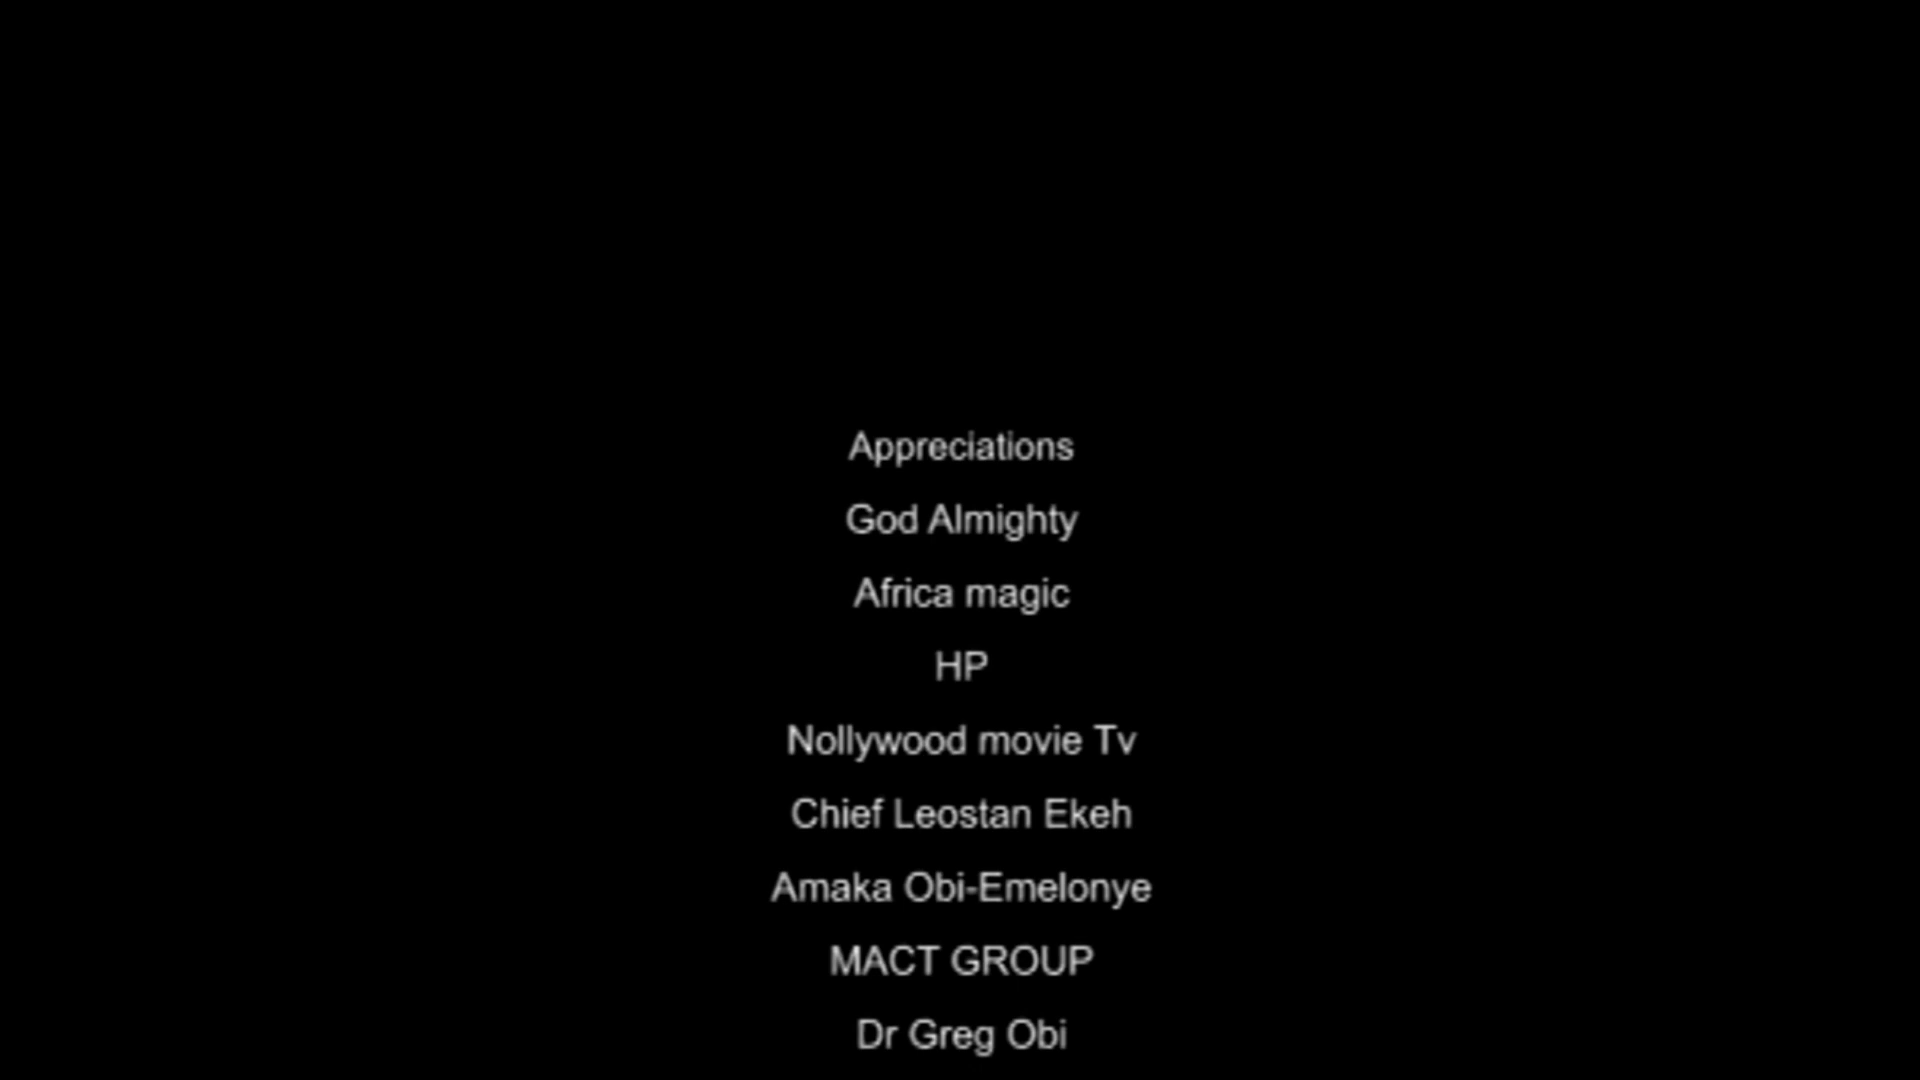 Appreciations
God Almighty
Africa magic
HP
Nollywood movie Tv
Chief Leostan Ekeh
Amaka Obi-Emelonye
MACT GROUP
Dr Greg Obi